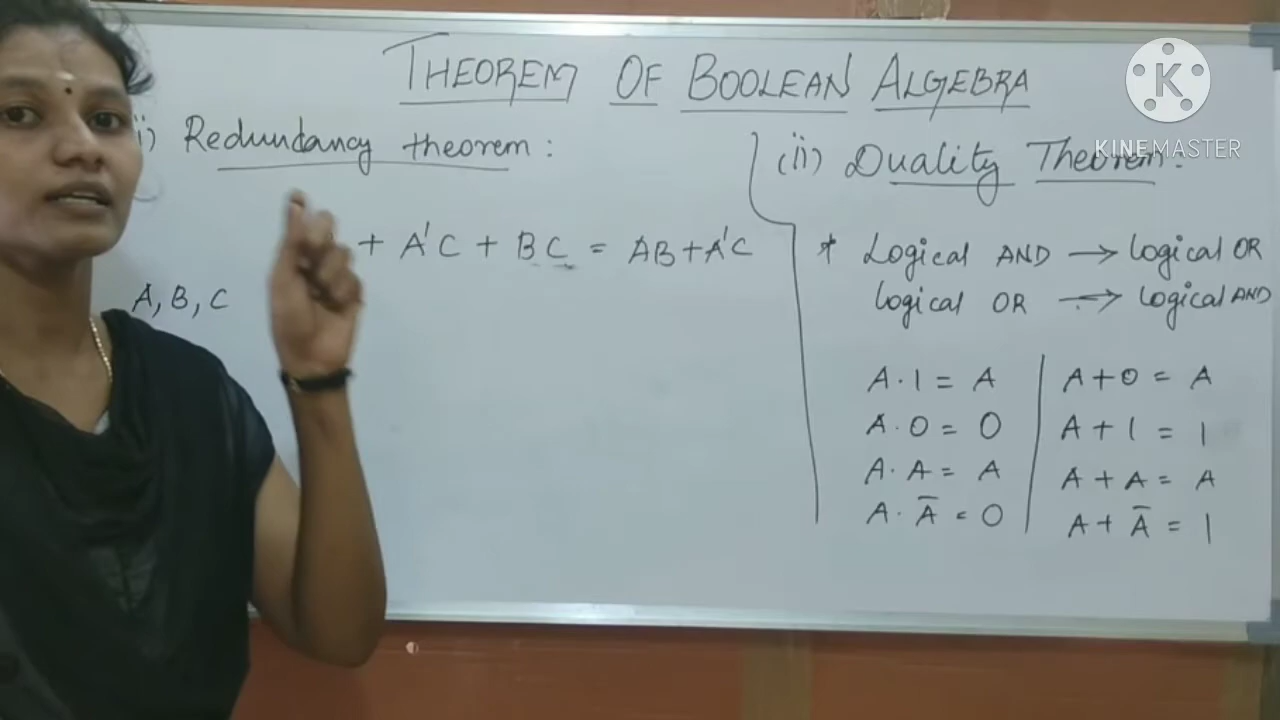 THEOREM OF BOOLEAN ALGEBRA
K
KINEMASTER
i) Redundancy theorem :
+ A'C + BC = AB + A'C
A, B, C
(ii) Duality Theorem :
* Logical AND → logical OR
logical OR → logical AND
A . 1 = A
A . 0 = 0
A . A = A
A . A̅ = 0
A + 0 = A
A + 1 = 1
A + A = A
A + A̅ = 1